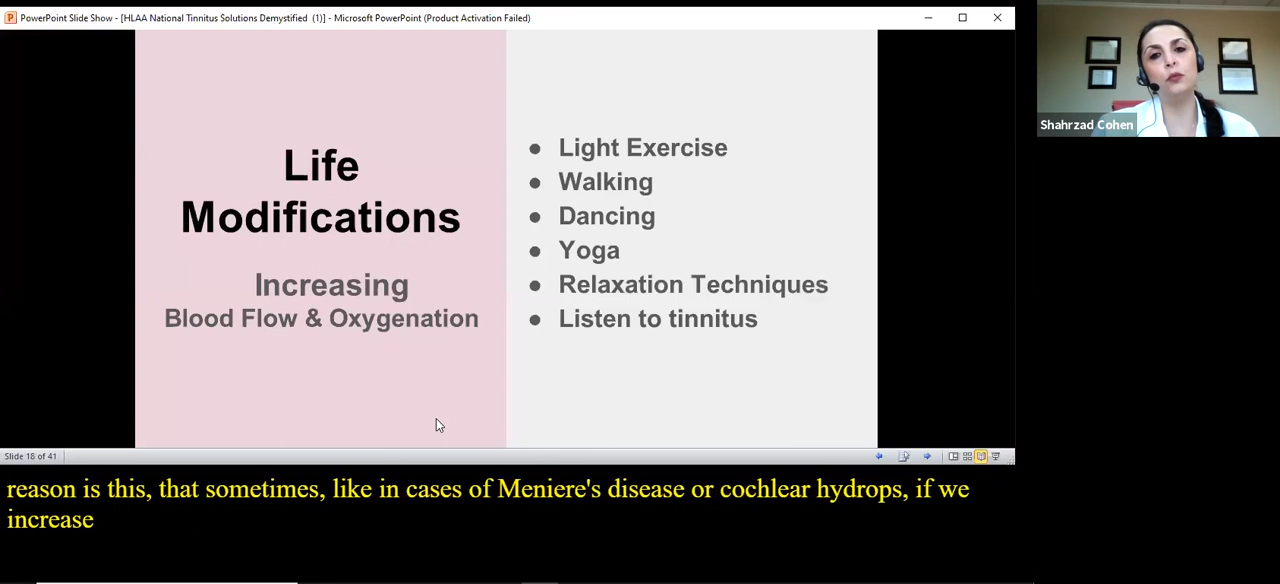 PowerPoint Slide Show - [HLAA National Tinnitus Solutions Demystified (1)] - Microsoft PowerPoint (Product Activation Failed)
Life
Modifications
Increasing
Blood Flow & Oxygenation
● Light Exercise
● Walking
● Dancing
● Yoga
● Relaxation Techniques
● Listen to tinnitus
Shahrzad Cohen
Slide 18 of 41
reason is this, that sometimes, like in cases of Meniere's disease or cochlear hydrops, if we
increase